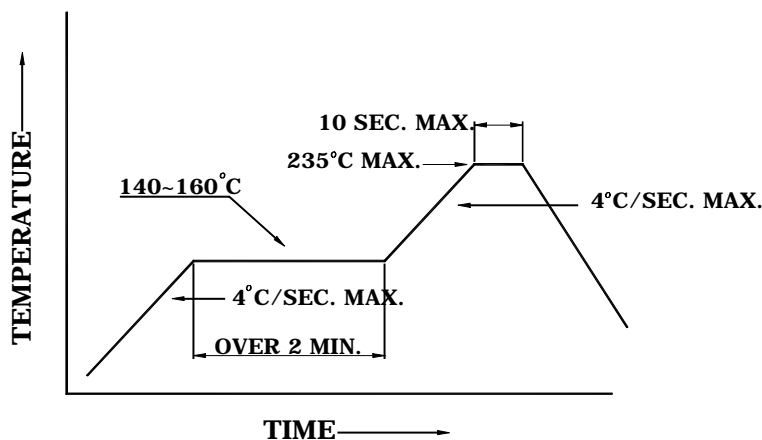 10 SEC. MAX.
235°C MAX.
140~160°C
4°C/SEC. MAX.
4°C/SEC. MAX.
OVER 2 MIN.
TEMPERATURE
TIME